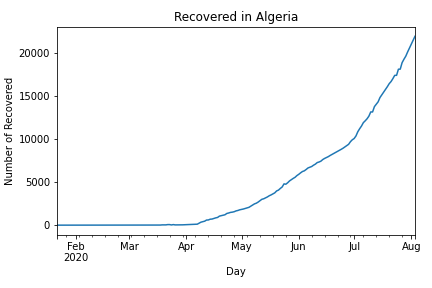 Recovered in Algeria
Number of Recovered
20000
15000
10000
5000
0
Feb Mar Apr May Jun Jul Aug
2020
Day